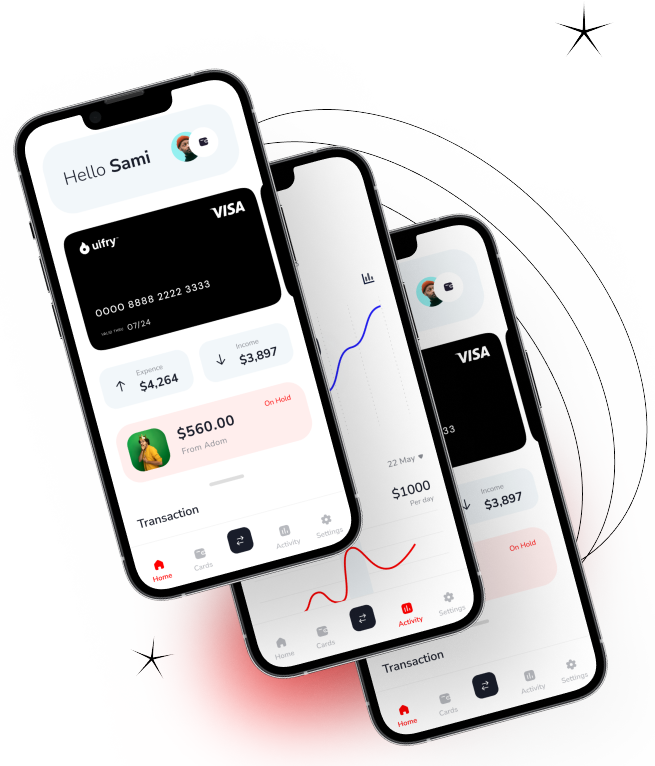 Hello Sami
VISA
uifry
0000 8888 2222 3333
VALID THRU 07/24
Expence
$4,264
Income
$3,897
$560.00
From Adom
On Hold
Transaction
Home
Cards
Activity
Settings
22 May
$1000
Per day
Home
Cards
Activity
Settings
VISA
33
Income
$3,897
On Hold
Transaction
Home
Cards
Activity
Settings